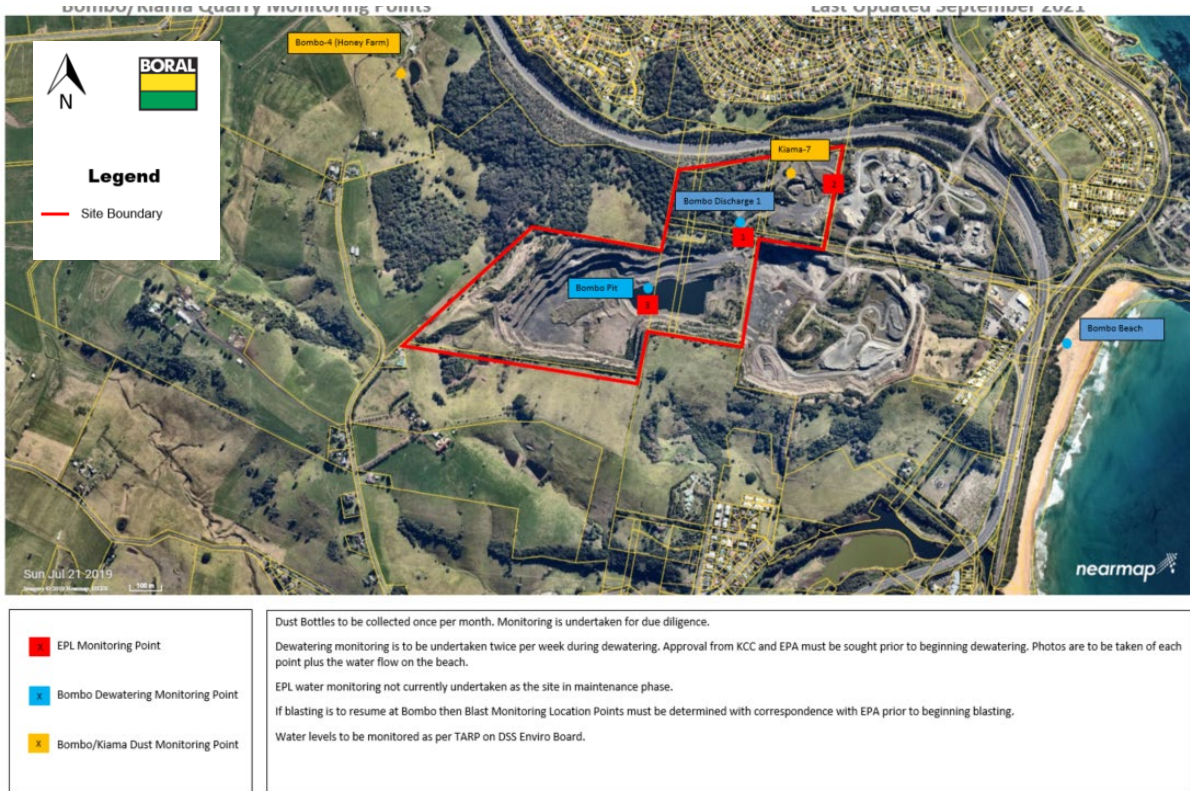 Bombo/Kiama Quarry Monitoring Points
Last Updated September 2021
Bombo-4 (Honey Farm)
N
BORAL
Legend
Site Boundary
Kiama-7
2
Bombo Discharge 1
Bombo Pit
3
Bombo Beach
Sun Jul 21 2019
100 m
nearmap
X EPL Monitoring Point
X Bombo Dewatering Monitoring Point
X Bombo/Kiama Dust Monitoring Point
Dust Bottles to be collected once per month. Monitoring is undertaken for due diligence.
Dewatering monitoring is to be undertaken twice per week during dewatering. Approval from KCC and EPA must be sought prior to beginning dewatering. Photos are to be taken of each
point plus the water flow on the beach.
EPL water monitoring not currently undertaken as the site in maintenance phase.
If blasting is to resume at Bombo then Blast Monitoring Location Points must be determined with correspondence with EPA prior to beginning blasting.
Water levels to be monitored as per TARP on DSS Enviro Board.